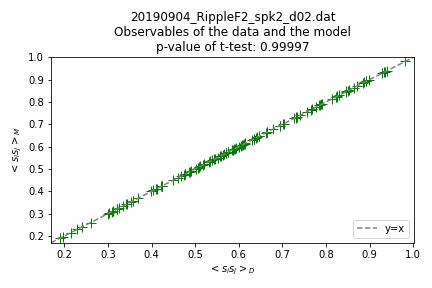 20190904_RippleF2_spk2_d02.dat
Observables of the data and the model
p-value of t-test: 0.99997
1.0
0.9
0.8
0.7
0.6
0.5
0.4
0.3
0.2
< s_i s_j >_M
y=x
0.2 0.3 0.4 0.5 0.6 0.7 0.8 0.9 1.0
< s_i s_j >_D